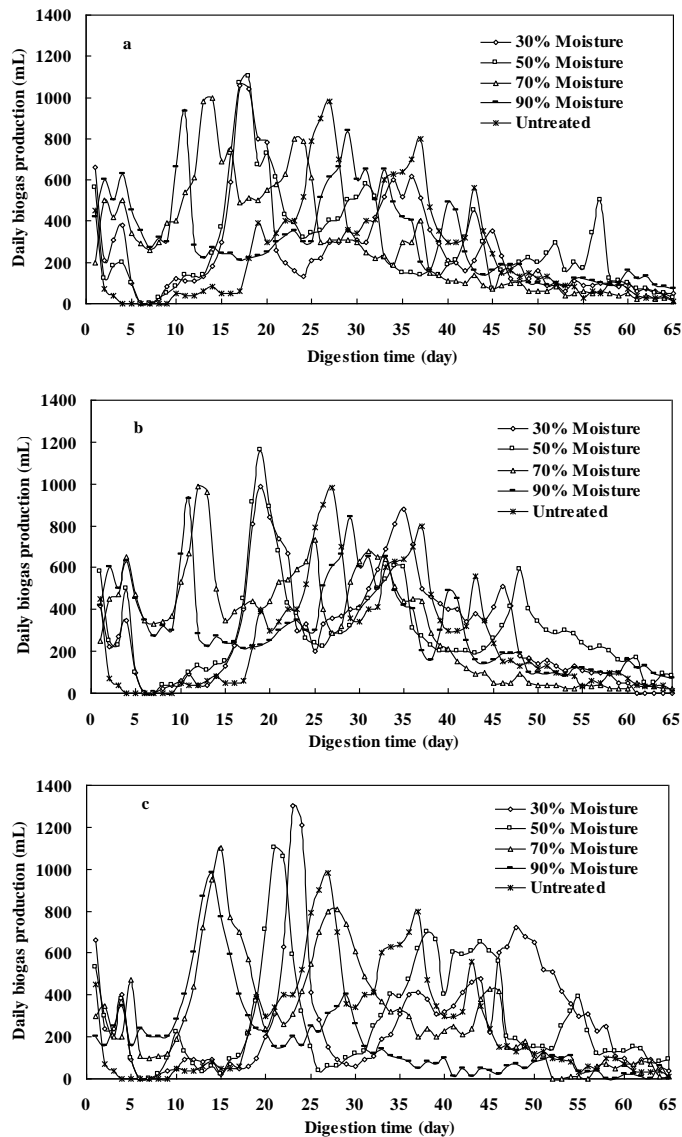 a
1400
1200
1000
800
600
400
200
0
Daily biogas production (mL)
30% Moisture
50% Moisture
70% Moisture
90% Moisture
Untreated
0 5 10 15 20 25 30 35 40 45 50 55 60 65
Digestion time (day)
b
1400
1200
1000
800
600
400
200
0
Daily biogas production (mL)
30% Moisture
50% Moisture
70% Moisture
90% Moisture
Untreated
0 5 10 15 20 25 30 35 40 45 50 55 60 65
Digestion time (day)
c
1400
1200
1000
800
600
400
200
0
Daily biogas production (mL)
30% Moisture
50% Moisture
70% Moisture
90% Moisture
Untreated
0 5 10 15 20 25 30 35 40 45 50 55 60 65
Digestion time (day)